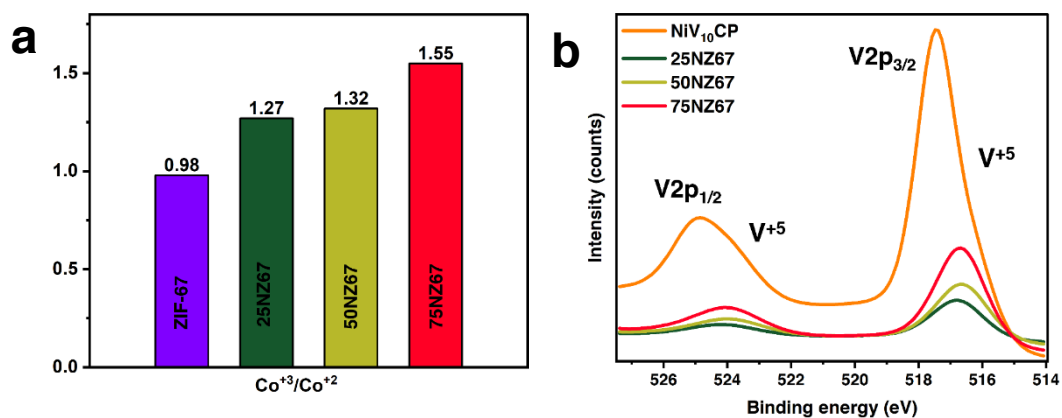 a
1.5
1.0
0.5
0.0
0.98
1.27
1.32
1.55
ZIF-67
25NZ67
50NZ67
75NZ67
Co+3/Co+2
b
NiV10CP
25NZ67
50NZ67
75NZ67
V2p3/2
V+5
V2p1/2
V+5
Intensity (counts)
526 524 522 520 518 516 514
Binding energy (eV)